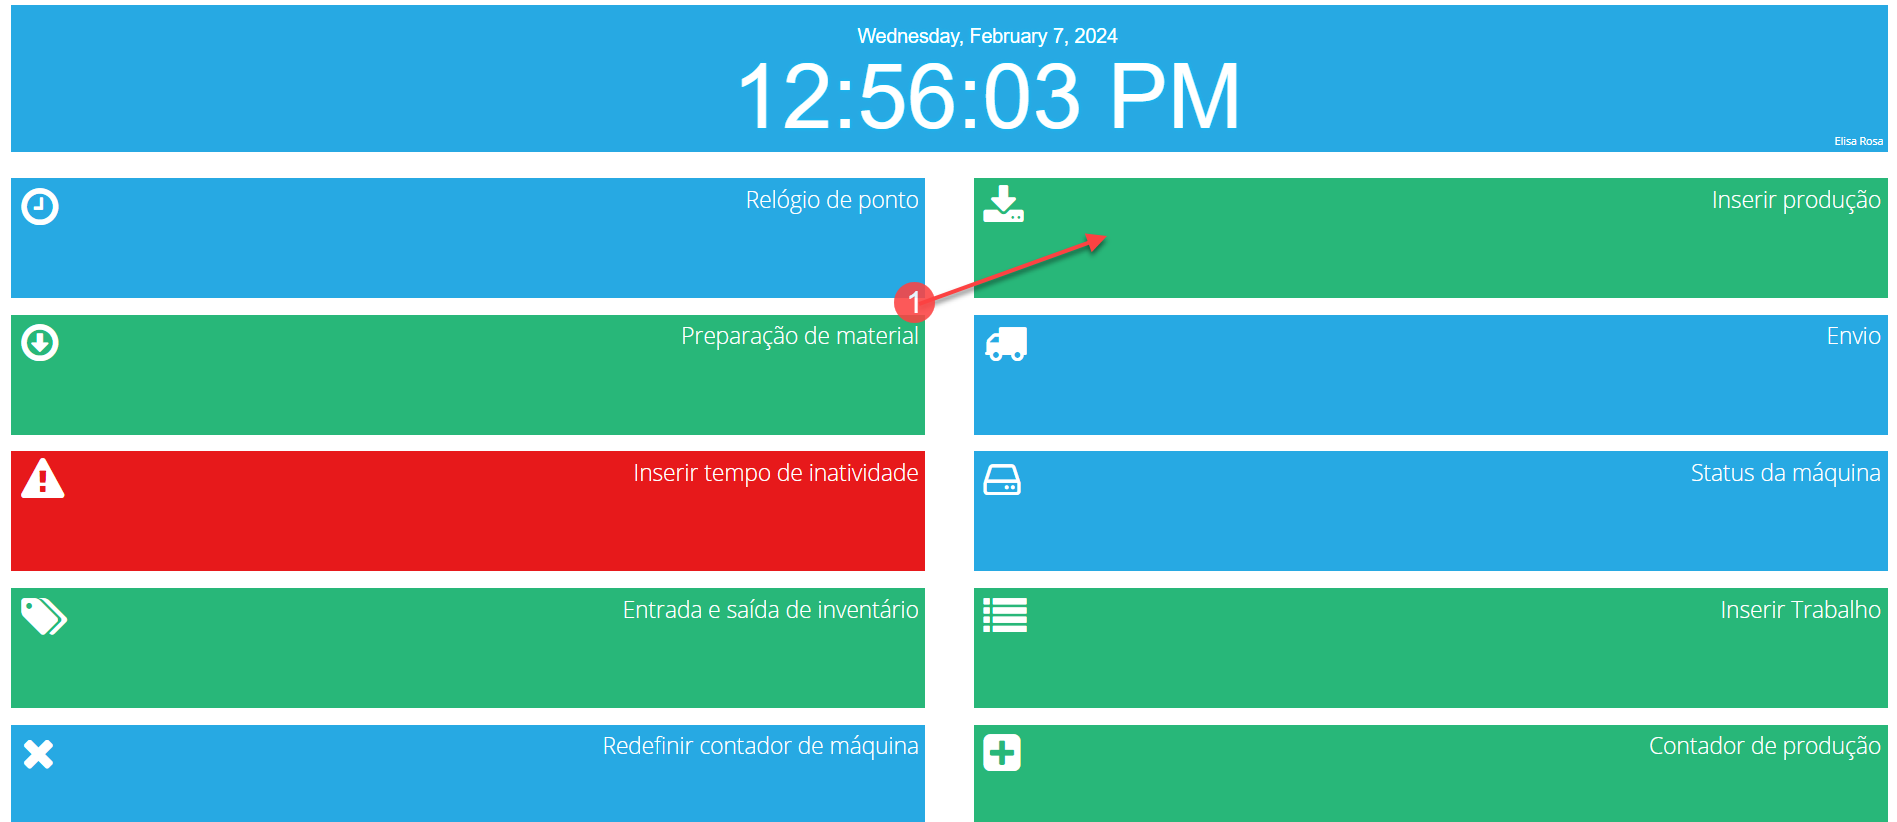 Wednesday, February 7, 2024
12:56:03 PM
Elisa Rosa
Relógio de ponto
Inserir produção
1
Preparação de material
Envio
Inserir tempo de inatividade
Status da máquina
Entrada e saída de inventário
Inserir Trabalho
Redefinir contador de máquina
Contador de produção